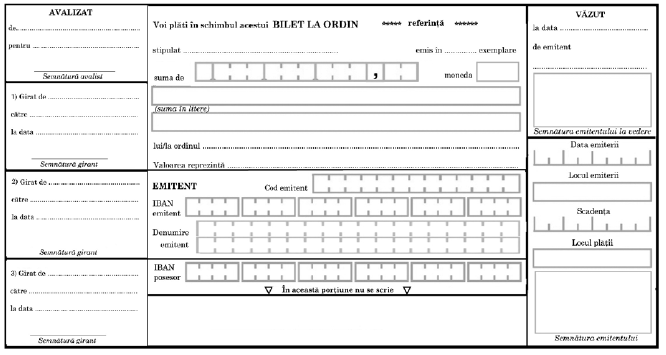 AVALIZAT
de
pentru
Semnătură avalist
1) Girat de
către
la data
Semnătură girant
2) Girat de
către
la data
Semnătură girant
3) Girat de
către
la data
Semnătură girant
Voi plăti în schimbul acestui BILET LA ORDIN ***** referință ******
stipulat emis în exemplare
suma de , moneda
(suma în litere)
lui/la ordinul
Valoarea reprezintă
EMITENT Cod emitent
IBAN
emitent
Denumire
emitent
IBAN
posesor
▽ În această porțiune nu se scrie ▽
VĂZUT
la data
de emitent
Semnătura emitentului la vedere
Data emiterii
Locul emiterii
Scadența
Locul plății
Semnătura emitentului